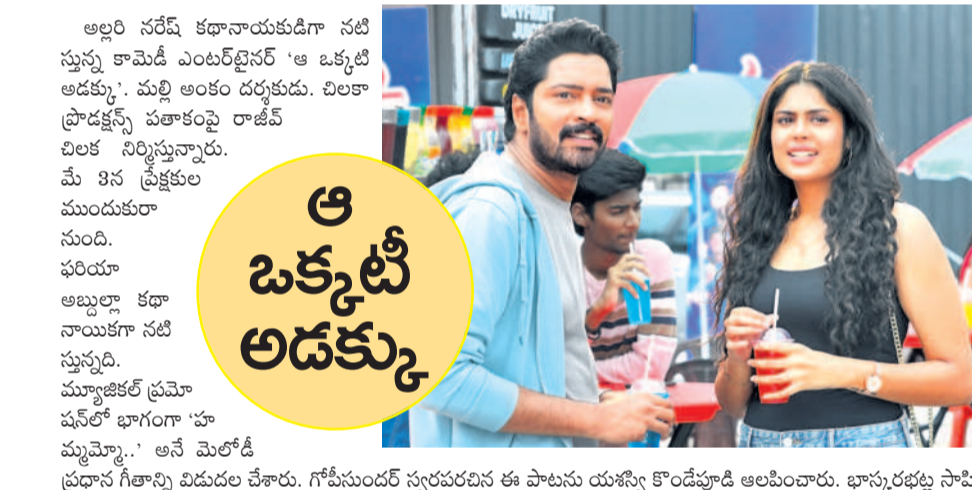 అల్లరి నరేష్ కథానాయకుడిగా నటి
స్తున్న కామెడీ ఎంటర్‌టైనర్ ‘ఆ ఒక్కటి
అడక్కు’. మల్లి అంకం దర్శకుడు. చిలకా
ప్రొడక్షన్స్ పతాకంపై రాజీవ్
చిలక నిర్మిస్తున్నారు.
మే 3న ప్రేక్షకుల
ముందుకురా
నుంది.
ఫరియా
అబ్దుల్లా కథా
నాయికగా నటి
స్తున్నది.
మ్యూజికల్ ప్రమో
షన్‌లో భాగంగా ‘హ
మ్మమ్మో..’ అనే మెలోడీ
ప్రధాన గీతాన్ని విడుదల చేశారు. గోపీసుందర్ స్వరపరచిన ఈ పాటను యశస్వి కొండేపూడి ఆలపించారు. భాస్కరభట్ల
ఆ
ఒక్కటీ
అడక్కు
DRYFRUIT